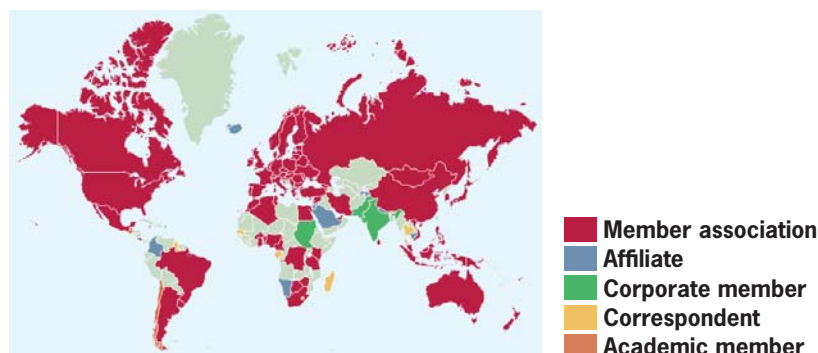 Member association
Affiliate
Corporate member
Correspondent
Academic member